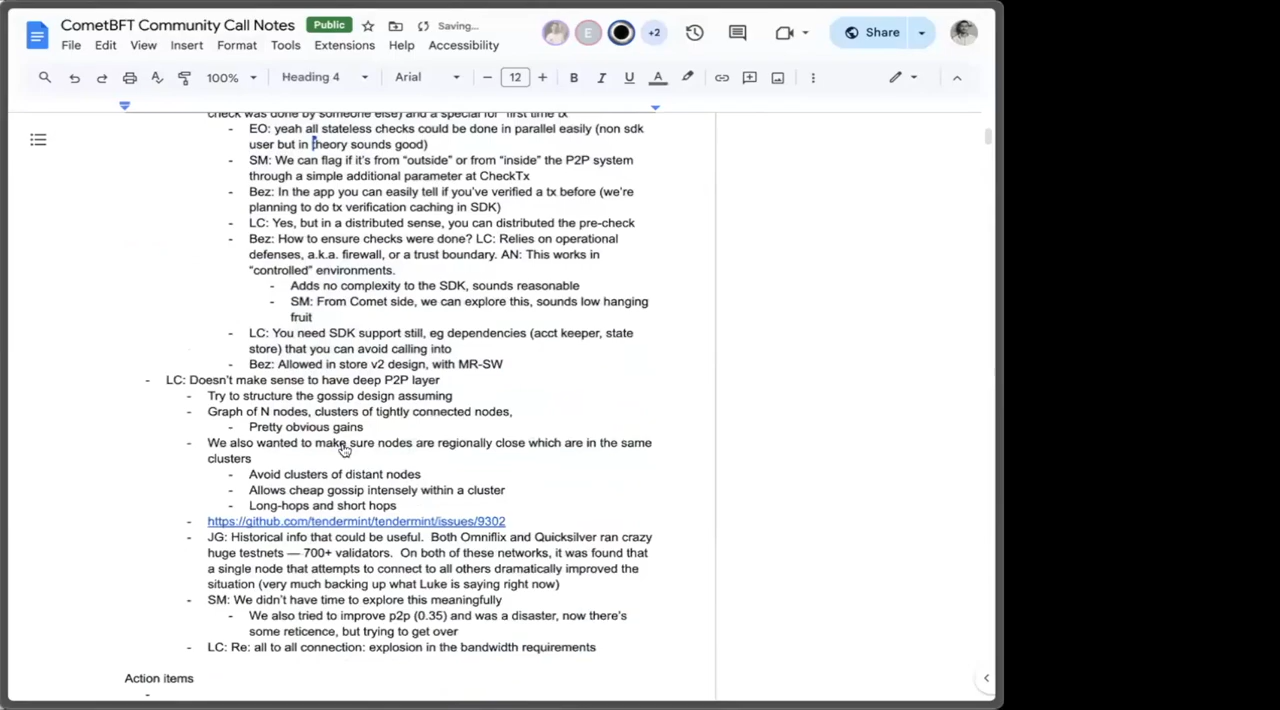 CometBFT Community Call Notes Public Saving... E +2 Share
File Edit View Insert Format Tools Extensions Help Accessibility
100% Heading 4 Arial 12 B I U A
check was done by someone else) and a special for "first time tx"
- EO: yeah all stateless checks could be done in parallel easily (non sdk
user but in theory sounds good)
- SM: We can flag if it's from “outside” or from “inside” the P2P system
through a simple additional parameter at CheckTx
- Bez: In the app you can easily tell if you've verified a tx before (we're
planning to do tx verification caching in SDK)
- LC: Yes, but in a distributed sense, you can distributed the pre-check
- Bez: How to ensure checks were done? LC: Relies on operational
defenses, a.k.a. firewall, or a trust boundary. AN: This works in
“controlled” environments.
- Adds no complexity to the SDK, sounds reasonable
- SM: From Comet side, we can explore this, sounds low hanging
fruit
- LC: You need SDK support still, eg dependencies (acct keeper, state
store) that you can avoid calling into
- Bez: Allowed in store v2 design, with MR-SW
- LC: Doesn't make sense to have deep P2P layer
- Try to structure the gossip design assuming
- Graph of N nodes, clusters of tightly connected nodes,
- Pretty obvious gains
- We also wanted to make sure nodes are regionally close which are in the same
clusters
- Avoid clusters of distant nodes
- Allows cheap gossip intensely within a cluster
- Long-hops and short hops
- https://github.com/tendermint/tendermint/issues/9302
- JG: Historical info that could be useful.  Both Omniflix and Quicksilver ran crazy
huge testnets — 700+ validators.  On both of these networks, it was found that
a single node that attempts to connect to all others dramatically improved the
situation (very much backing up what Luke is saying right now)
- SM: We didn't have time to explore this meaningfully
- We also tried to improve p2p (0.35) and was a disaster, now there's
some reticence, but trying to get over
- LC: Re: all to all connection: explosion in the bandwidth requirements
Action items
-